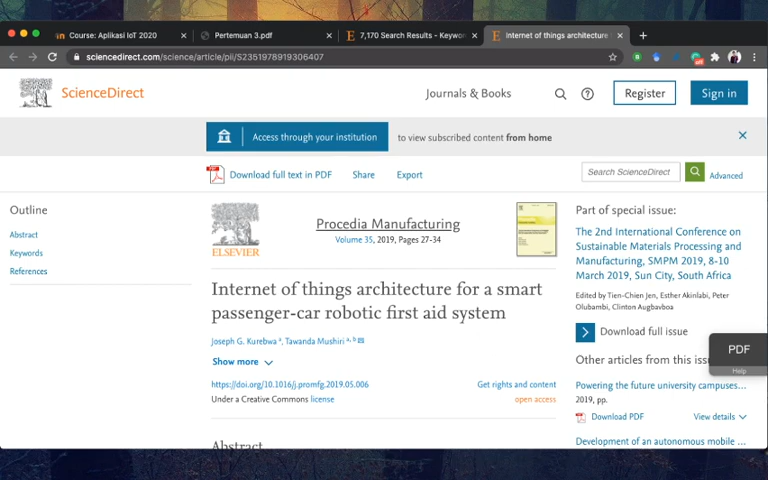 Course: Aplikasi IoT 2020
Pertemuan 3.pdf
7,170 Search Results - Keywor
Internet of things architecture
sciencedirect.com/science/article/pii/S2351978919306407
ScienceDirect
Journals & Books
Register
Sign in
Access through your institution
to view subscribed content from home
Download full text in PDF
Share
Export
Search ScienceDirect
Advanced
Outline
Abstract
Keywords
References
ELSEVIER
Procedia Manufacturing
Volume 35, 2019, Pages 27-34
Internet of things architecture for a smart
passenger-car robotic first aid system
Joseph G. Kurebwa a, Tawanda Mushiri a, b
Show more
https://doi.org/10.1016/j.promfg.2019.05.006
Get rights and content
Under a Creative Commons license
open access
Abstract
Part of special issue:
The 2nd International Conference on
Sustainable Materials Processing and
Manufacturing, SMPM 2019, 8-10
March 2019, Sun City, South Africa
Edited by Tien-Chien Jen, Esther Akinlabi, Peter
Olubambi, Clinton Augbavboa
Download full issue
PDF
Help
Other articles from this iss
Powering the future university campuses...
2019, pp.
Download PDF
View details
Development of an autonomous mobile ...